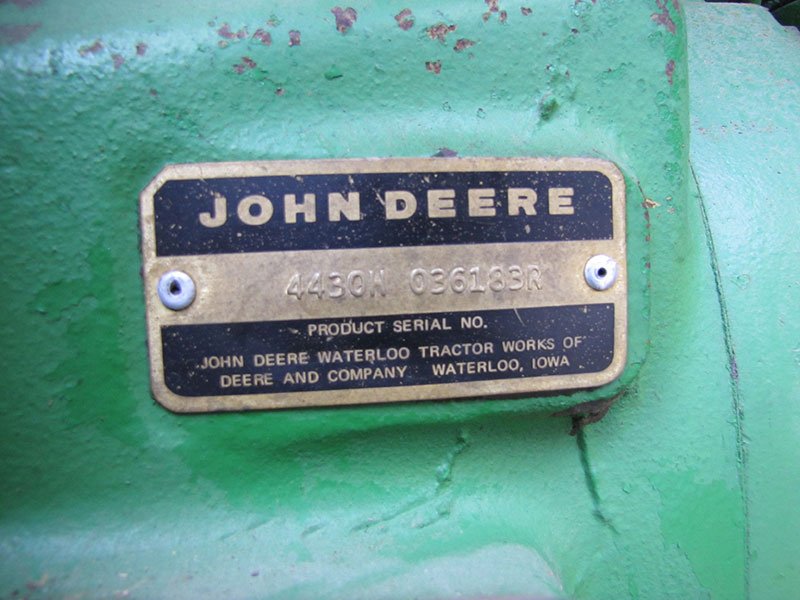 JOHN DEERE
4430H 036183R
PRODUCT SERIAL NO.
JOHN DEERE WATERLOO TRACTOR WORKS OF
DEERE AND COMPANY WATERLOO, IOWA